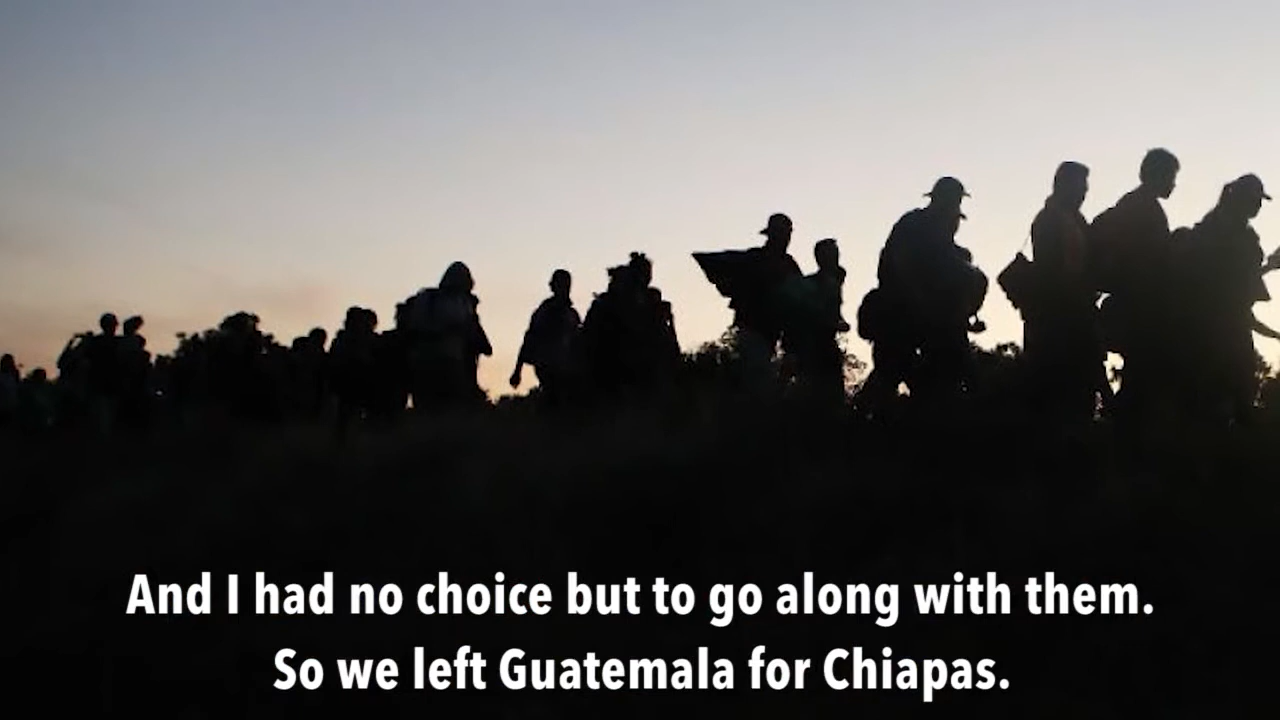 And I had no choice but to go along with them.
So we left Guatemala for Chiapas.